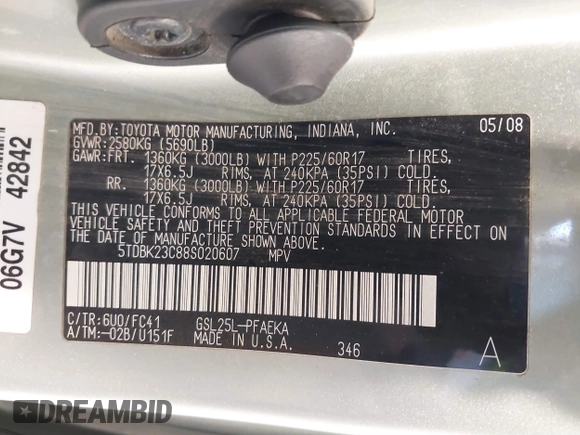 MFD.BY:TOYOTA MOTOR MANUFACTURING, INDIANA, INC. 05/08
GVWR:2580KG (5690LB)
GAWR:FRT. 1360KG (3000LB) WITH P225/60R17 TIRES,
17X6.5J RIMS, AT 240KPA (35PSI) COLD.
RR. 1360KG (3000LB) WITH P225/60R17 TIRES,
17X6.5J RIMS, AT 240KPA (35PSI) COLD.
THIS VEHICLE CONFORMS TO ALL APPLICABLE FEDERAL MOTOR
VEHICLE SAFETY AND THEFT PREVENTION STANDARDS IN EFFECT
ON THE DATE OF MANUFACTURE SHOWN ABOVE.
5TDBK23C88S020607 MPV
C/TR:6U0/FC41 GSL25L-PFAEKA
A/TM:-02B/U151F MADE IN U.S.A.
346 A
06G7V 42842
DREAMBID